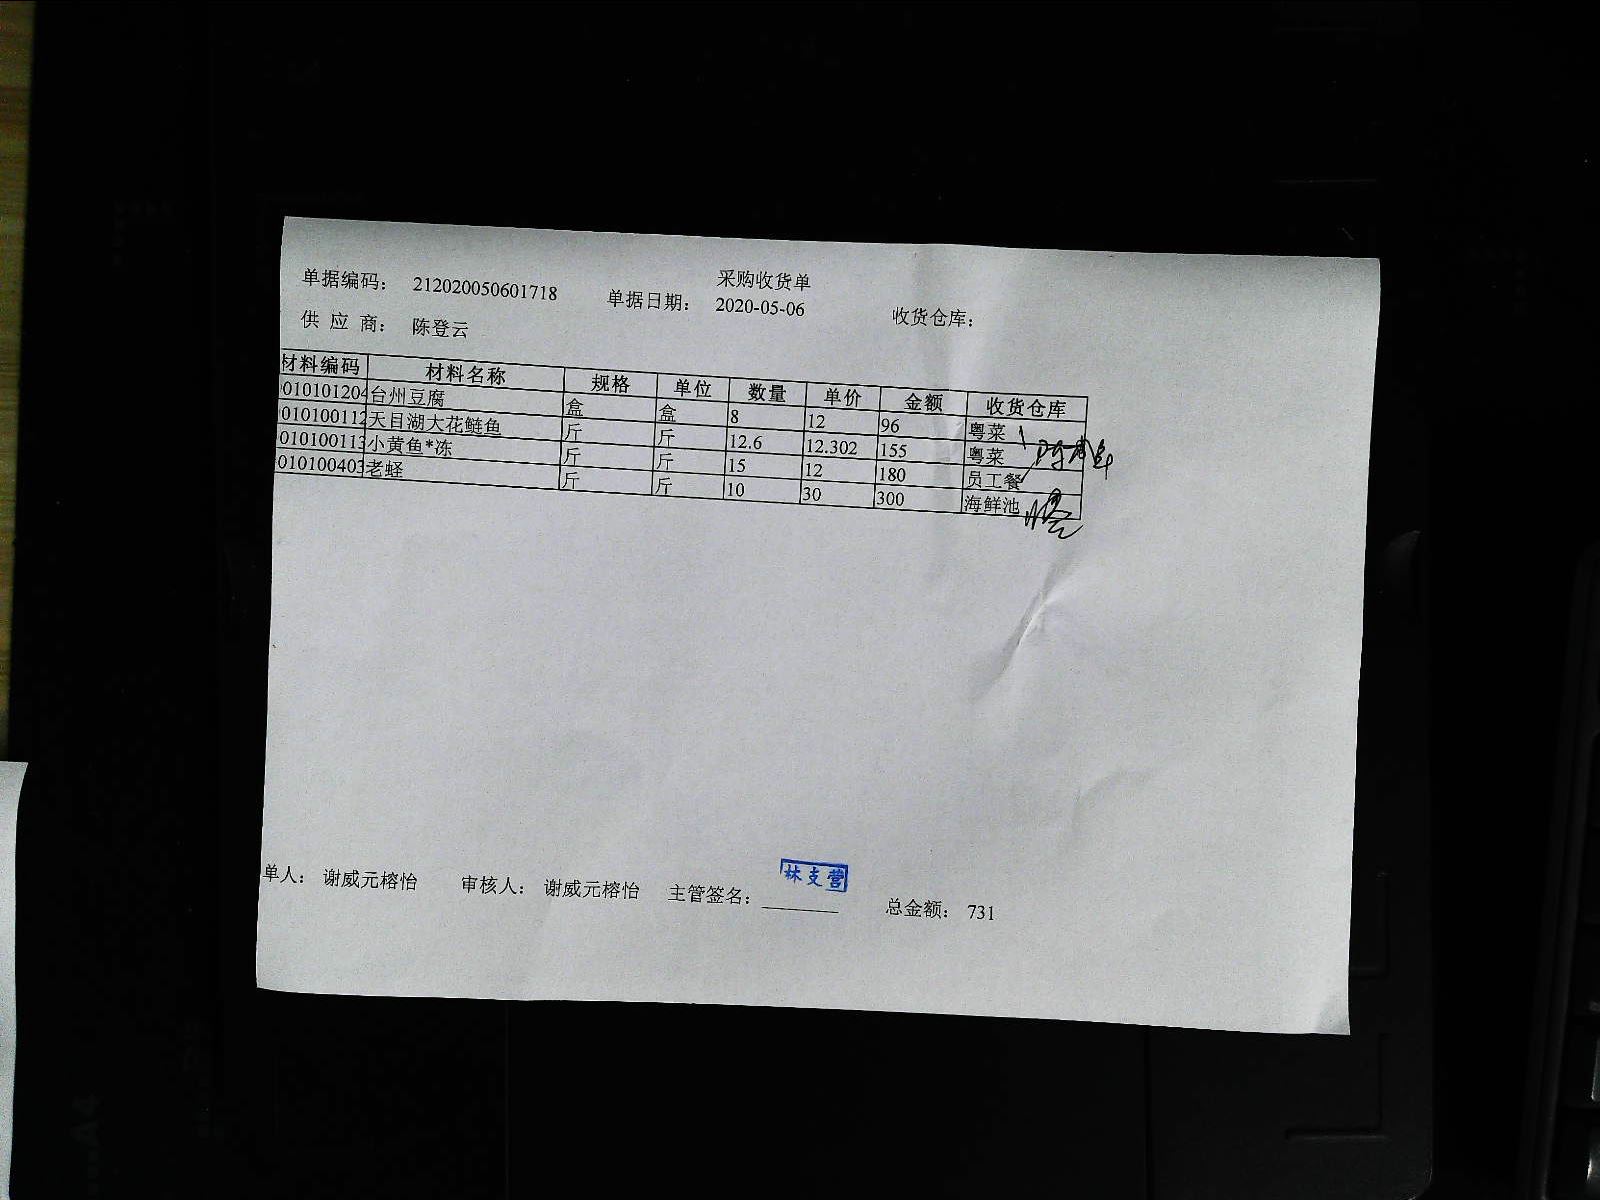 采购收货单
单据编码： 212020050601718 单据日期： 2020-05-06 收货仓库：
供 应 商： 陈登云
材料编码 材料名称 规格 单位 数量 单价 金额 收货仓库
010101204 台州豆腐 盒 盒 8 12 96 粤菜
010100112 天目湖大花鲢鱼 斤 斤 12.6 12.302 155 粤菜
010100113 小黄鱼*冻 斤 斤 15 12 180 员工餐
010100403 老蛏 斤 斤 10 30 300 海鲜池
林支营
单人： 谢威元榕怡 审核人： 谢威元榕怡 主管签名： ________ 总金额： 731